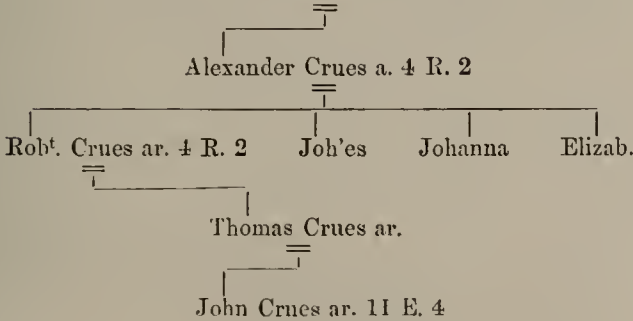 Alexander Crues a. 4 R. 2
Robt. Crues ar. 4 R. 2 Joh'es Johanna Elizab.
Thomas Crues ar.
John Crues ar. 11 E. 4